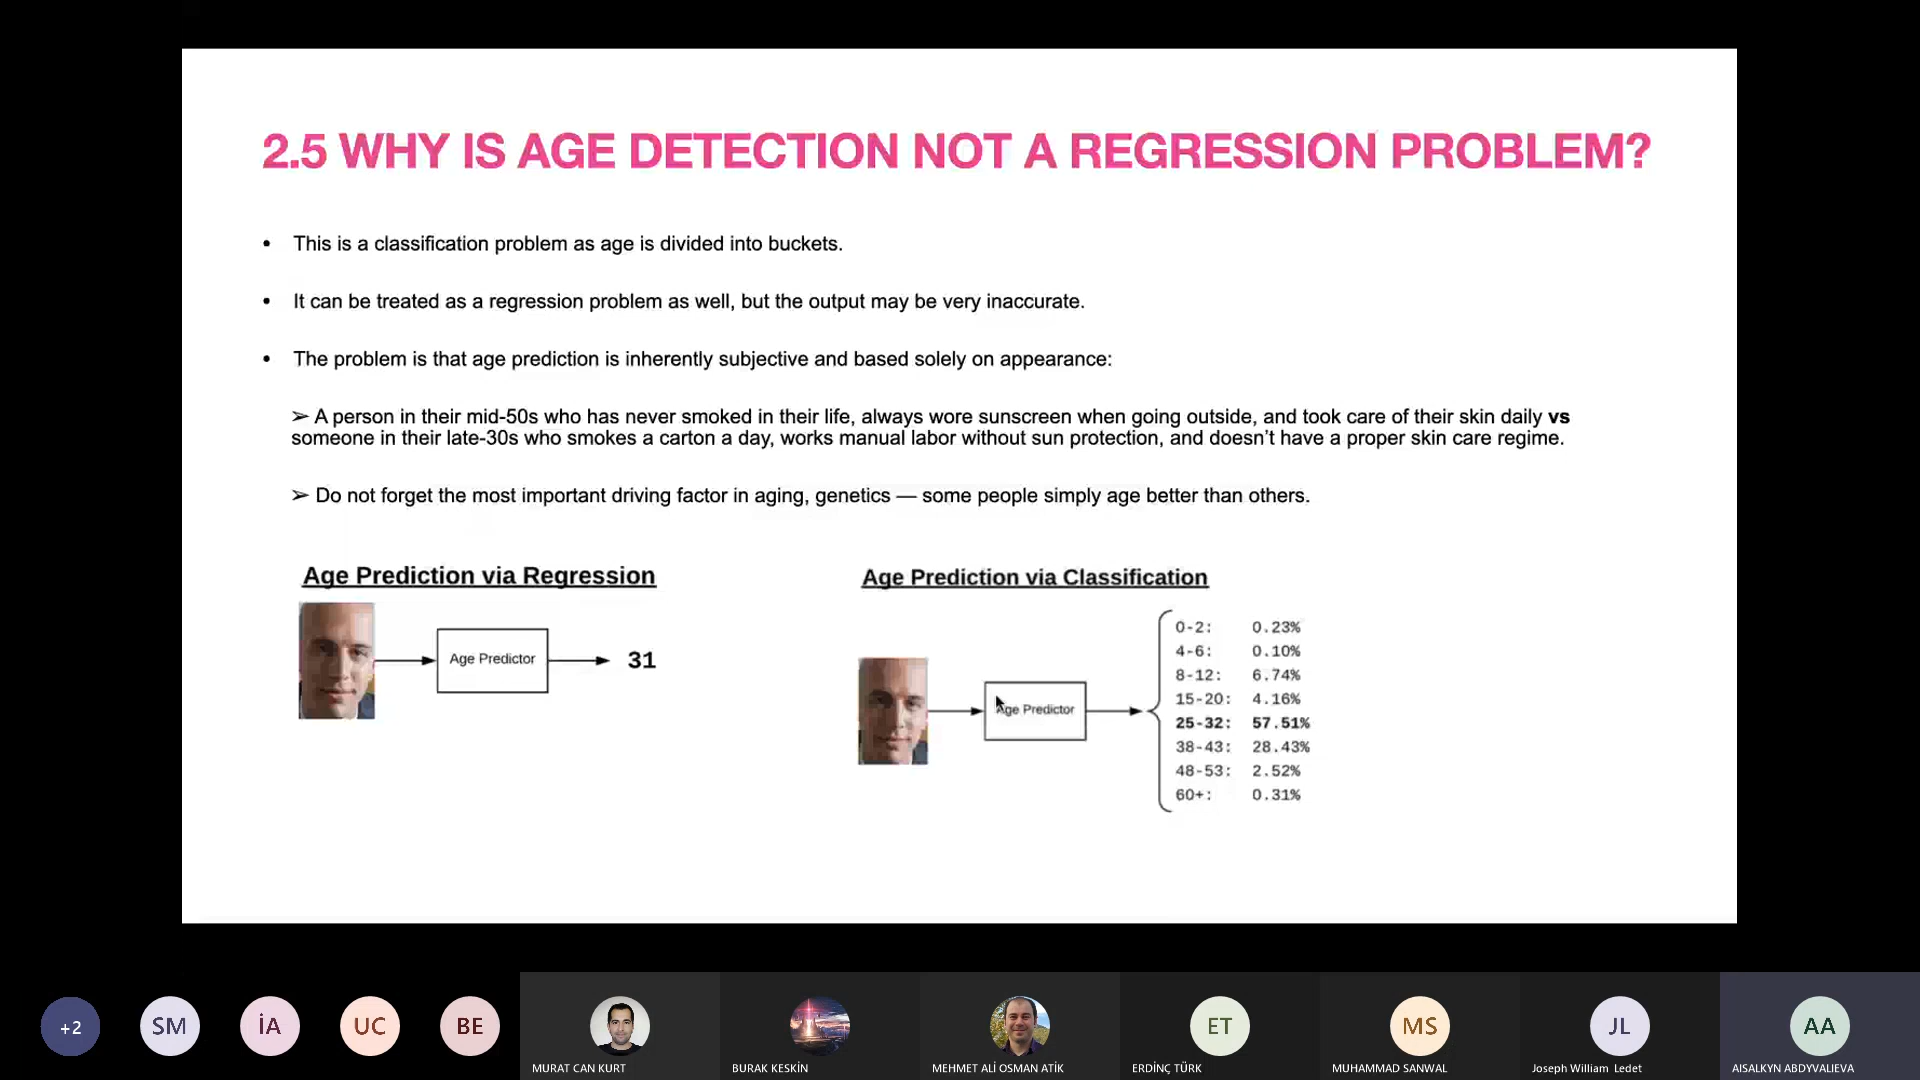 2.5 WHY IS AGE DETECTION NOT A REGRESSION PROBLEM?
• This is a classification problem as age is divided into buckets.
• It can be treated as a regression problem as well, but the output may be very inaccurate.
• The problem is that age prediction is inherently subjective and based solely on appearance:
➢ A person in their mid-50s who has never smoked in their life, always wore sunscreen when going outside, and took care of their skin daily vs
someone in their late-30s who smokes a carton a day, works manual labor without sun protection, and doesn't have a proper skin care regime.
➢ Do not forget the most important driving factor in aging, genetics — some people simply age better than others.
Age Prediction via Regression
Age Predictor
31
Age Prediction via Classification
Age Predictor
0-2: 0.23%
4-6: 0.10%
8-12: 6.74%
15-20: 4.16%
25-32: 57.51%
38-43: 28.43%
48-53: 2.52%
60+: 0.31%
+2
SM
İA
UC
BE
MURAT CAN KURT
BURAK KESKİN
MEHMET ALİ OSMAN ATİK
ET
ERDİNÇ TÜRK
MS
MUHAMMAD SANWAL
JL
Joseph William Ledet
AA
AISALKYN ABDYVALIEVA